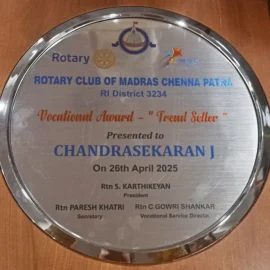 Rotary
ROTARY CLUB OF MADRAS CHENNA PATNA
RI District 3234
Vocational Award - "Trend Setter"
Presented to
CHANDRASEKARAN J
On 26th April 2025
Rtn S. KARTHIKEYAN
President
Rtn PARESH KHATRI Rtn C GOWRI SHANKAR
Secretary Vocational Service Director